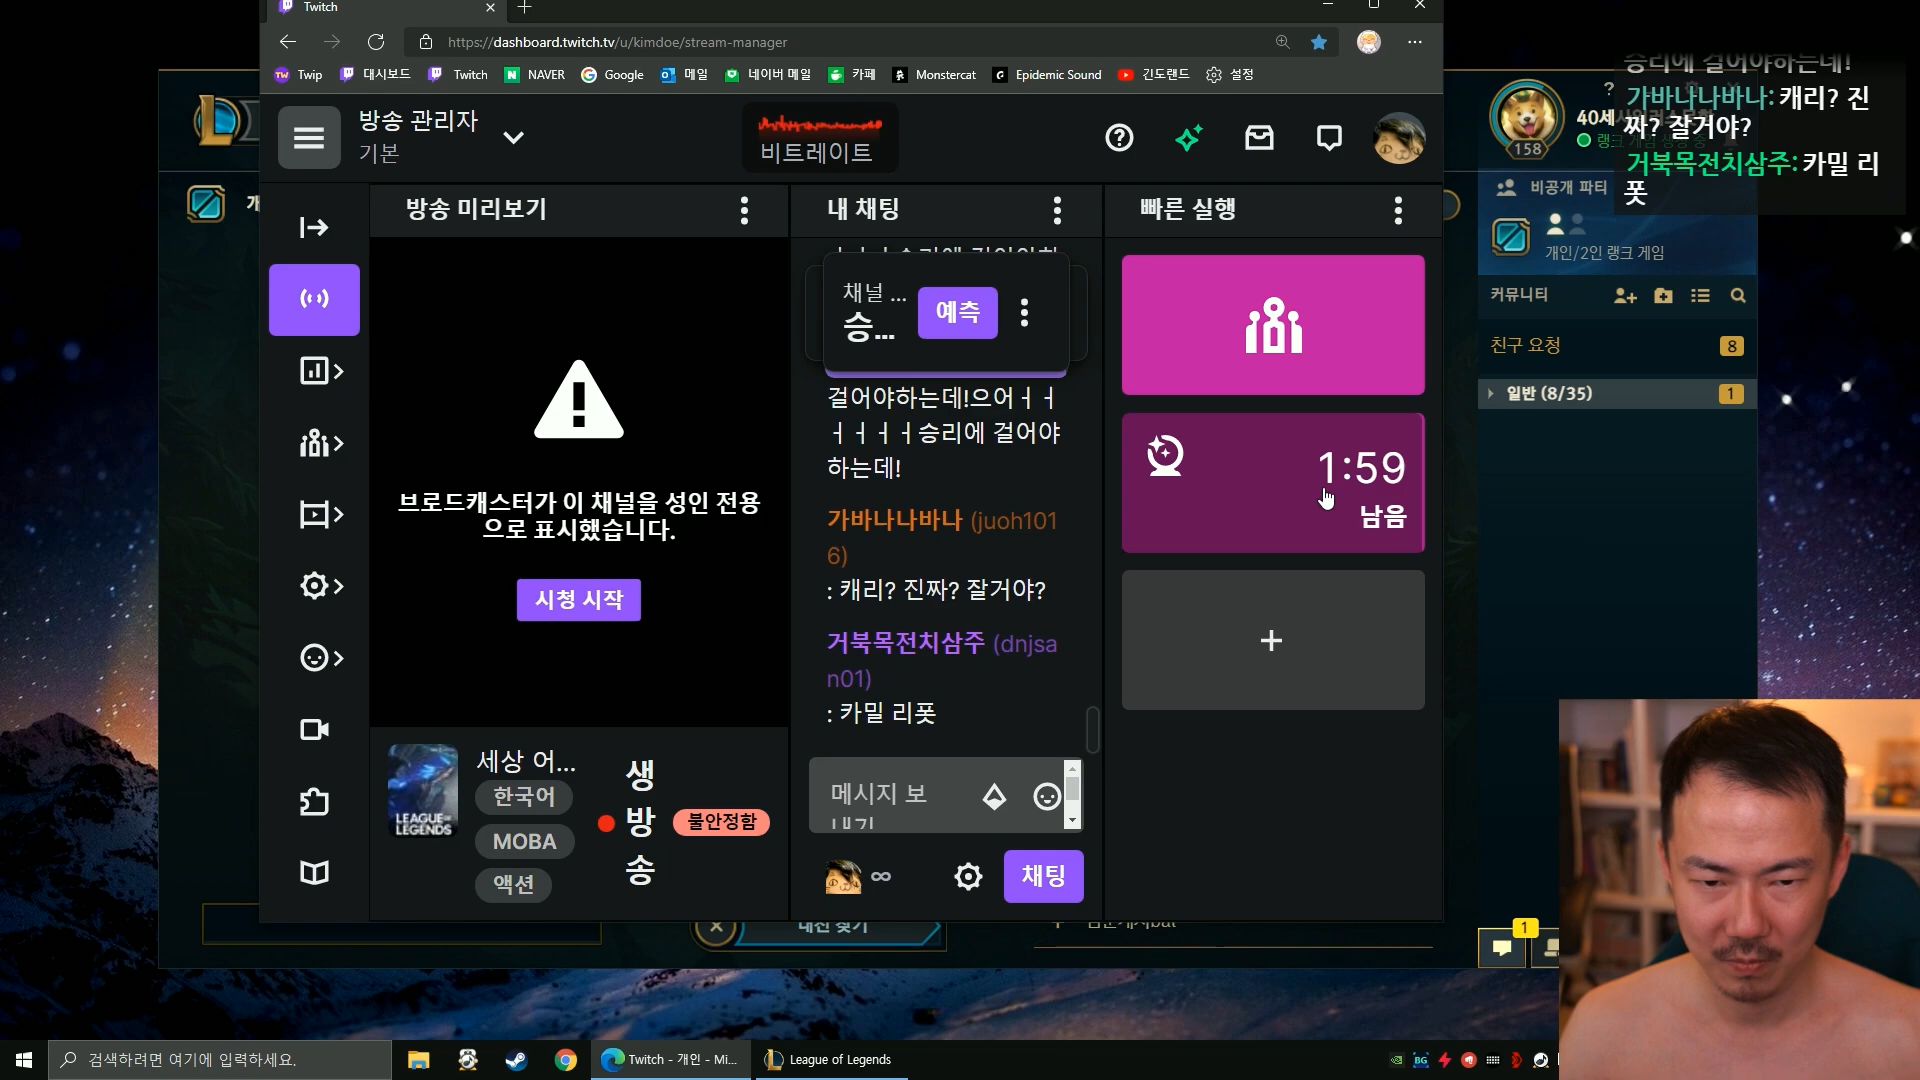 Twitch
https://dashboard.twitch.tv/u/kimdoe/stream-manager
Twip
대시보드
Twitch
NAVER
Google
메일
네이버 메일
카페
Monstercat
Epidemic Sound
긴도랜드
설정
방송 관리자
기본
비트레이트
방송 미리보기
내 채팅
빠른 실행
채널 ...
승...
예측
걸어야하는데!으어ㅓㅓ
ㅓㅓㅓㅓ승리에 걸어야
하는데!
가바나나바나 (juoh101
6)
: 캐리? 진짜? 잘거야?
거북목전치삼주 (dnjsa
n01)
: 카밀 리폿
1:59
남음
브로드캐스터가 이 채널을 성인 전용
으로 표시했습니다.
시청 시작
세상 어...
한국어
MOBA
액션
LEAGUE OF
LEGENDS
생
방
송
불안정함
메시지 보
내기
채팅
승리에 걸어야하는데!
가바나나바나: 캐리? 진
짜? 잘거야?
거북목전치삼주: 카밀 리
폿
40세
158
비공개 파티
개인/2인 랭크 게임
커뮤니티
친구 요청
8
일반 (8/35)
1
대전 찾기
1
검색하려면 여기에 입력하세요.
Twitch - 개인 - Mi...
League of Legends
BG